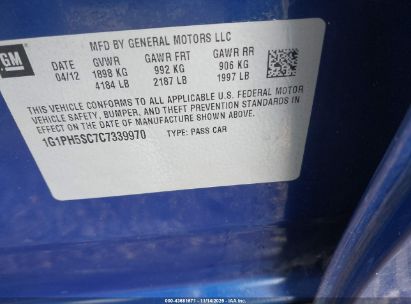 GM
MFD BY GENERAL MOTORS LLC
DATE GVWR GAWR FRT GAWR RR
04/12 1898 KG 992 KG 906 KG
4184 LB 2187 LB 1997 LB
THIS VEHICLE CONFORMS TO ALL APPLICABLE U.S. FEDERAL MOTOR
VEHICLE SAFETY, BUMPER, AND THEFT PREVENTION STANDARDS IN
EFFECT ON THE DATE OF MANUFACTURE SHOWN ABOVE.
1G1PH5SC7C7339970 TYPE: PASS CAR